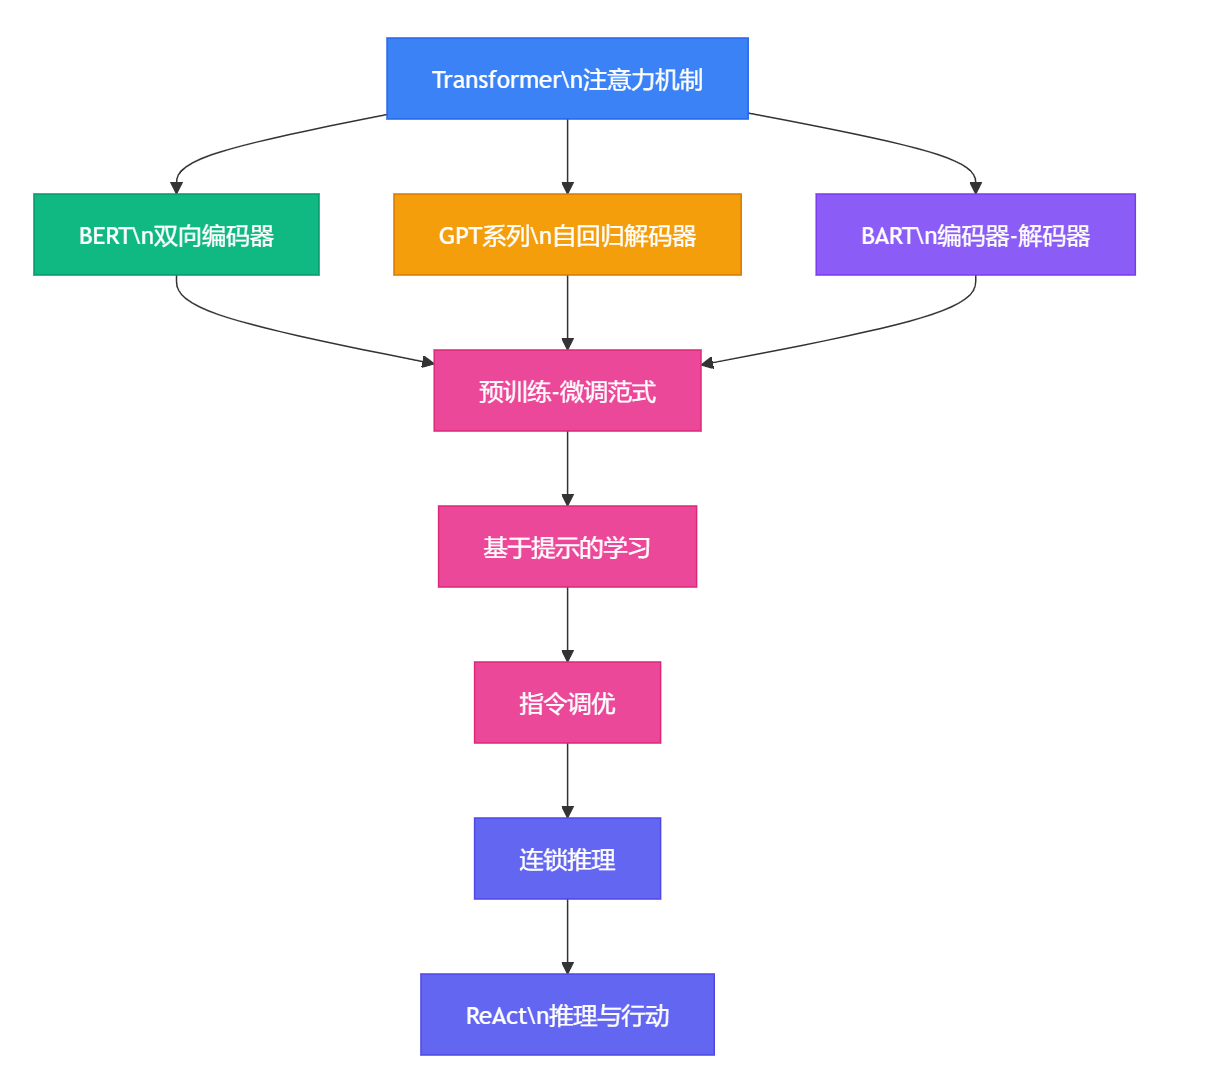 Transformer\n注意力机制
BERT\n双向编码器
GPT系列\n自回归解码器
BART\n编码器-解码器
预训练-微调范式
基于提示的学习
指令调优
连锁推理
ReAct\n推理与行动